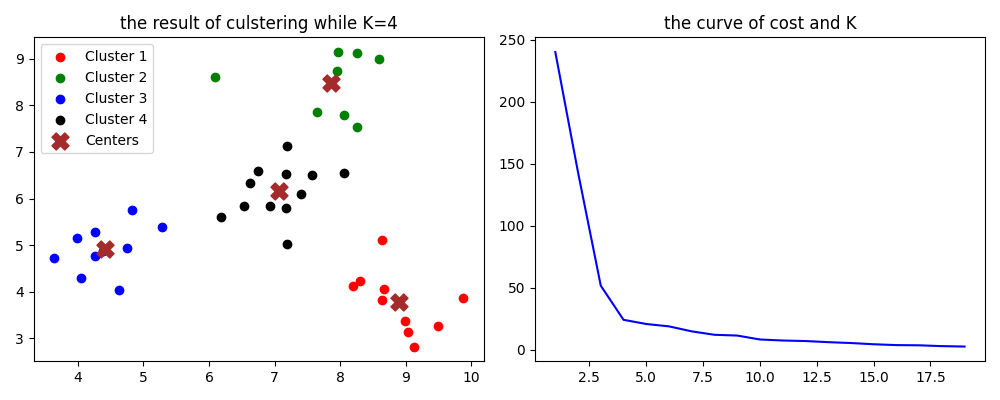 the result of culstering while K=4
Cluster 1
Cluster 2
Cluster 3
Cluster 4
Centers
9
8
7
6
5
4
3
4 5 6 7 8 9 10
the curve of cost and K
250
200
150
100
50
0
2.5 5.0 7.5 10.0 12.5 15.0 17.5